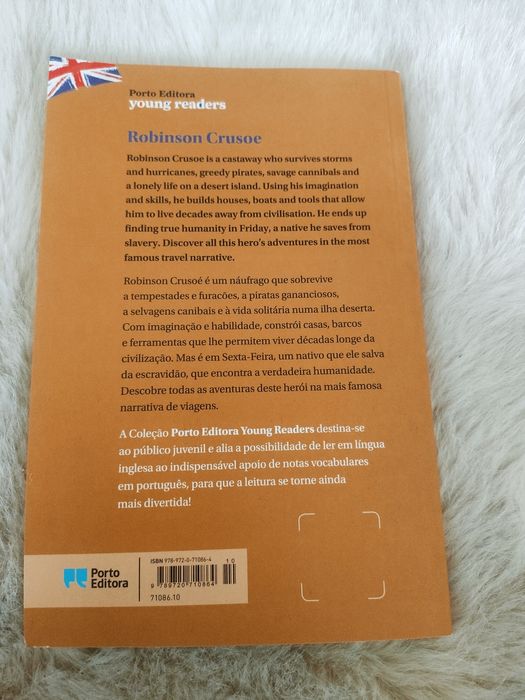 Porto Editora
young readers
Robinson Crusoe
Robinson Crusoe is a castaway who survives storms
and hurricanes, greedy pirates, savage cannibals and
a lonely life on a desert island. Using his imagination
and skills, he builds houses, boats and tools that allow
him to live decades away from civilisation. He ends up
finding true humanity in Friday, a native he saves from
slavery. Discover all this hero's adventures in the most
famous travel narrative.
Robinson Crusoé é um náufrago que sobrevive
a tempestades e furacões, a piratas gananciosos,
a selvagens canibais e à vida solitária numa ilha deserta.
Com imaginação e habilidade, constrói casas, barcos
e ferramentas que lhe permitem viver décadas longe da
civilização. Mas é em Sexta-Feira, um nativo que ele salva
da escravidão, que encontra a verdadeira humanidade.
Descobre todas as aventuras deste herói na mais famosa
narrativa de viagens.
A Coleção Porto Editora Young Readers destina-se
ao público juvenil e alia a possibilidade de ler em língua
inglesa ao indispensável apoio de notas vocabulares
em português, para que a leitura se torne ainda
mais divertida!
Porto
Editora
ISBN 978-972-0-71086-4
10
9 789720 710864
71086.10